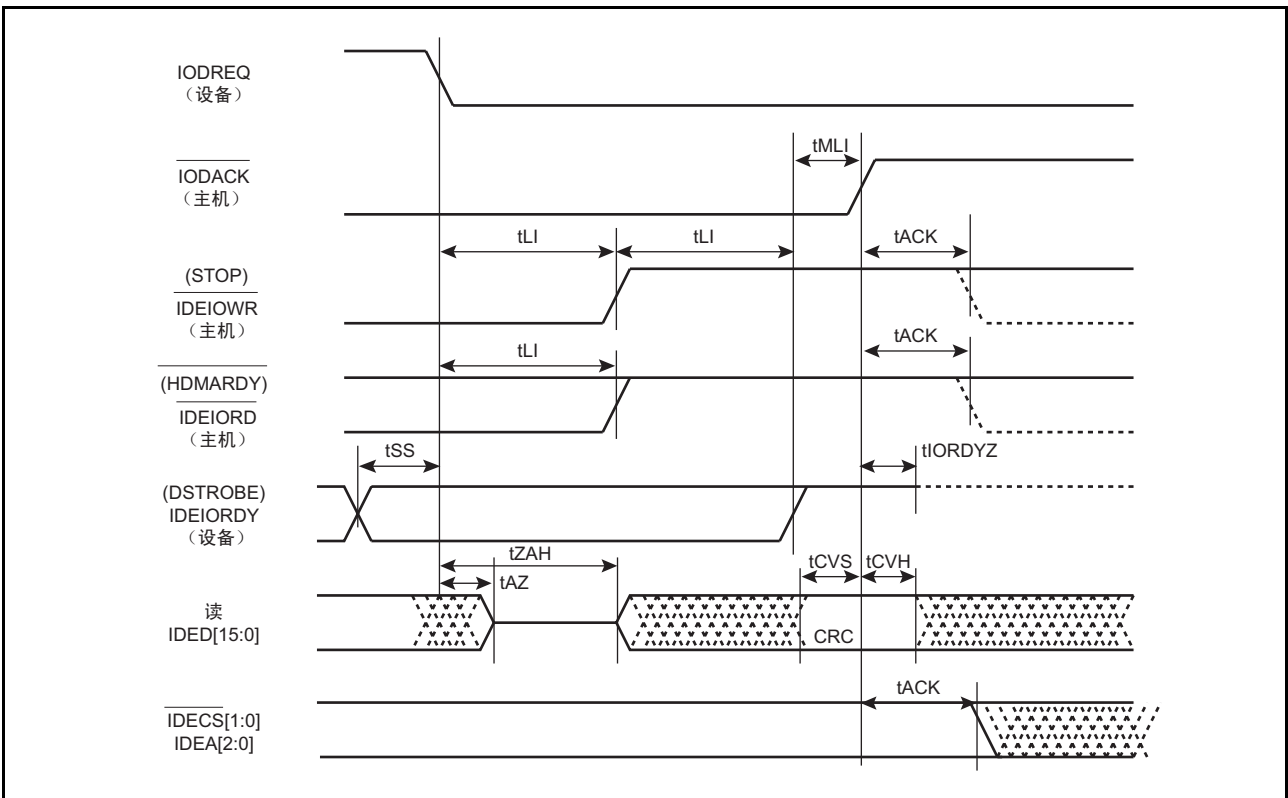 IODREQ
（设备）
tMLI
IODACK
（主机）
tLI
tLI
tACK
(STOP)
IDEIOWR
（主机）
tLI
tACK
(HDMARDY)
IDEIORD
（主机）
tSS
tIORDYZ
(DSTROBE)
IDEIORDY
（设备）
tZAH
tCVS
tCVH
tAZ
读
IDED[15:0]
CRC
tACK
IDECS[1:0]
IDEA[2:0]